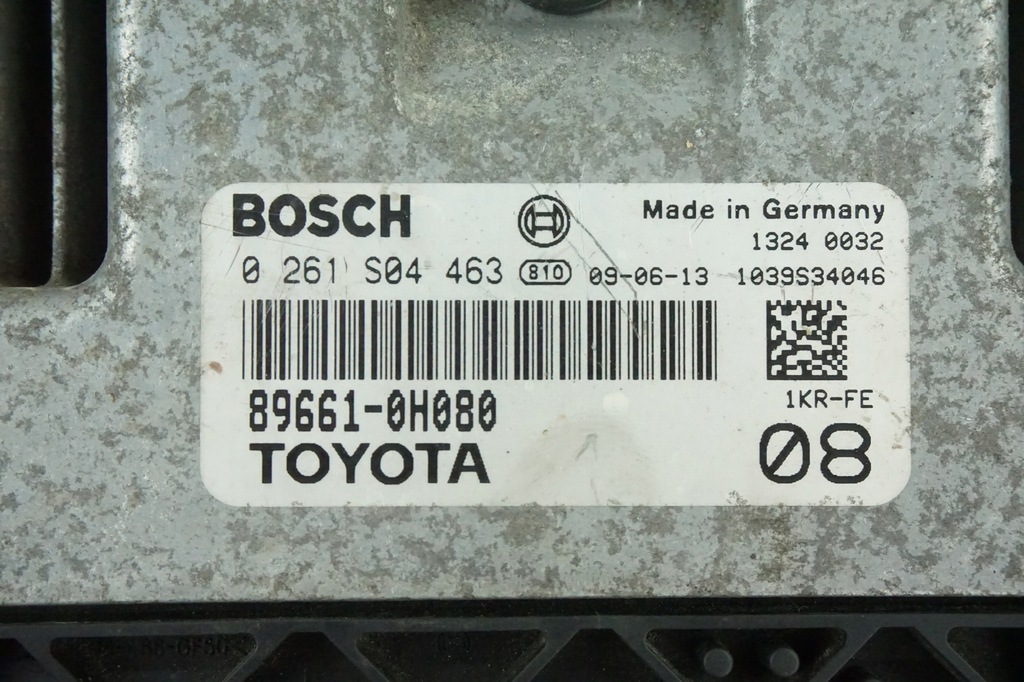 BOSCH
Made in Germany
1324 0032
0 261 S04 463 810 09-06-13 1039S34046
89661-0H080
1KR-FE
TOYOTA
08